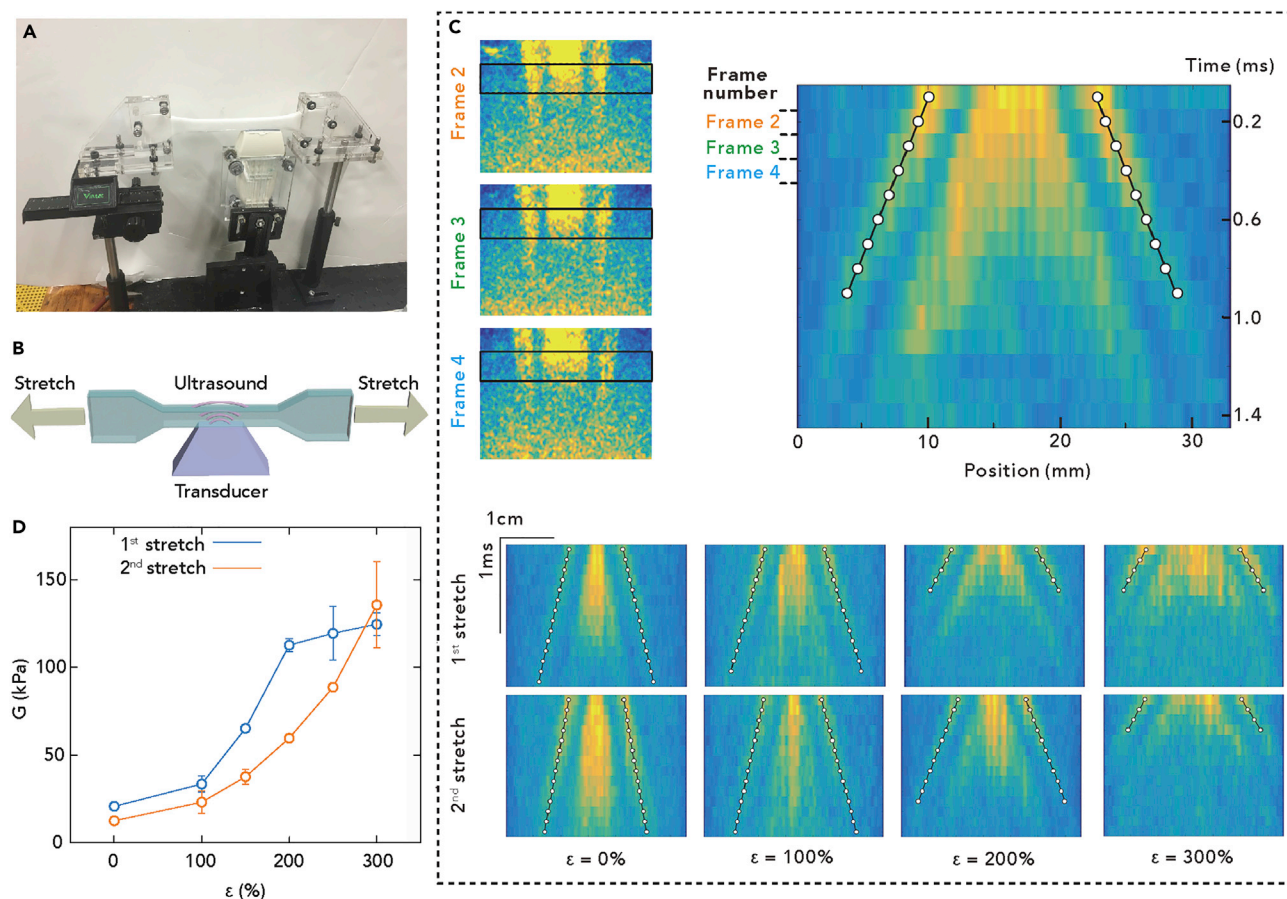 A
B
Stretch
Ultrasound
Stretch
Transducer
C
Frame 2
Frame 3
Frame 4
Frame
number
Frame 2
Frame 3
Frame 4
Time (ms)
0.2
0.6
1.0
1.4
0
10
20
30
Position (mm)
D
1st stretch
2nd stretch
150
100
50
0
G (kPa)
0
100
200
300
ε (%)
1cm
1ms
1st stretch
2nd stretch
ε = 0%
ε = 100%
ε = 200%
ε = 300%